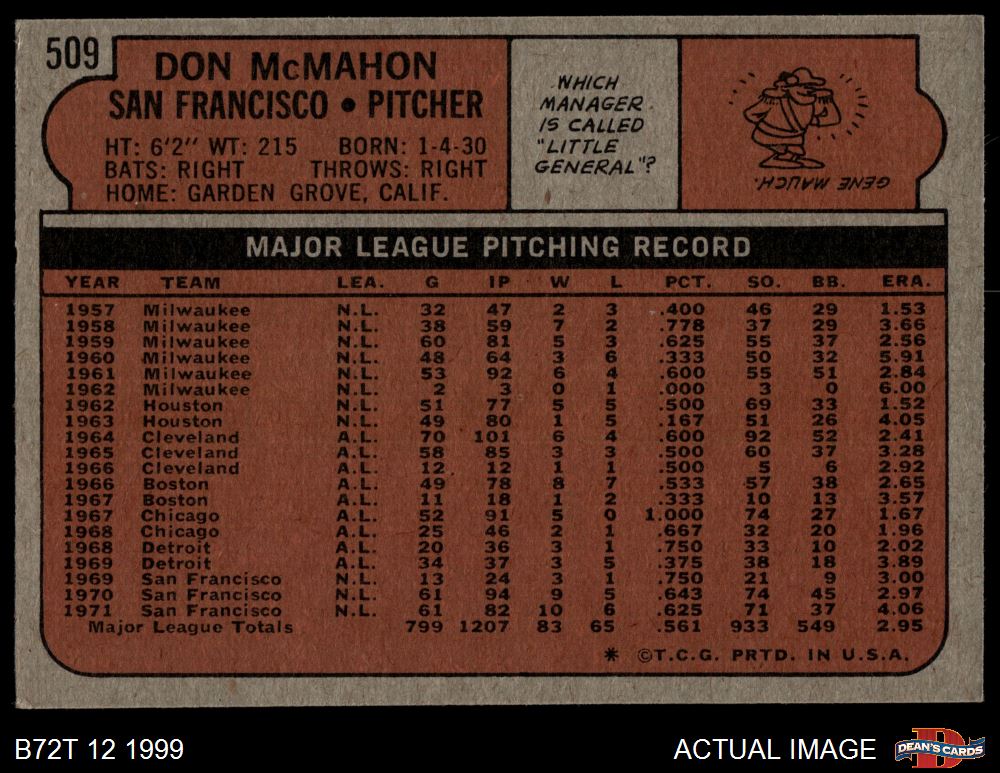 509
DON McMAHON
SAN FRANCISCO • PITCHER
HT: 6'2" WT: 215 BORN: 1-4-30
BATS: RIGHT THROWS: RIGHT
HOME: GARDEN GROVE, CALIF.
WHICH
MANAGER
IS CALLED
"LITTLE
GENERAL"?
GENE MAUCH.
MAJOR LEAGUE PITCHING RECORD
YEAR TEAM LEA. G IP W L PCT. SO. BB. ERA.
1957 Milwaukee N.L. 32 47 2 3 .400 46 29 1.53
1958 Milwaukee N.L. 38 59 7 2 .778 37 29 3.66
1959 Milwaukee N.L. 60 81 5 3 .625 55 37 2.56
1960 Milwaukee N.L. 48 64 3 6 .333 50 32 5.91
1961 Milwaukee N.L. 53 92 6 4 .600 55 51 2.84
1962 Milwaukee N.L. 2 3 0 1 .000 3 0 6.00
1962 Houston N.L. 51 77 5 5 .500 69 33 1.52
1963 Houston N.L. 49 80 1 5 .167 51 26 4.05
1964 Cleveland A.L. 70 101 6 4 .600 92 52 2.41
1965 Cleveland A.L. 58 85 3 3 .500 60 37 3.28
1966 Cleveland A.L. 12 12 1 1 .500 5 6 2.92
1966 Boston A.L. 49 78 8 7 .533 57 38 2.65
1967 Boston A.L. 11 18 1 2 .333 10 13 3.57
1967 Chicago A.L. 52 91 5 0 1.000 74 27 1.67
1968 Chicago A.L. 25 46 2 1 .667 32 20 1.96
1968 Detroit A.L. 20 36 3 1 .750 33 10 2.02
1969 Detroit A.L. 34 37 3 5 .375 38 18 3.89
1969 San Francisco N.L. 13 24 3 1 .750 21 9 3.00
1970 San Francisco N.L. 61 94 9 5 .643 74 45 2.97
1971 San Francisco N.L. 61 82 10 6 .625 71 37 4.06
Major League Totals 799 1207 83 65 .561 933 549 2.95
* ©T.C.G. PRTD. IN U.S.A.
B72T 12 1999
ACTUAL IMAGE
DEAN'S CARDS